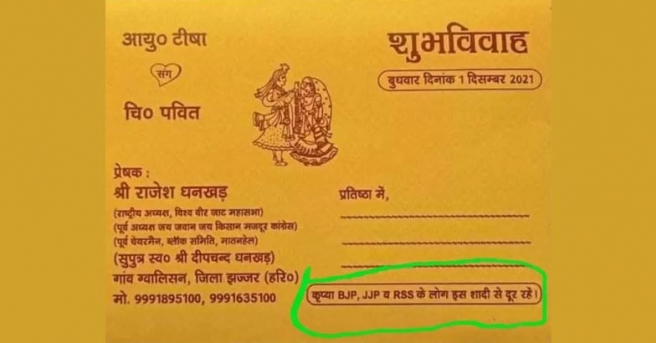 आयु० टीषा
संग
चि० पवित
शुभविवाह
बुधवार दिनांक 1 दिसम्बर 2021
प्रेषक :
श्री राजेश धनखड़
(राष्ट्रीय अध्यक्ष, विश्व वीर जाट महासभा)
(पूर्व अध्यक्ष जय जवान जय किसान मजदूर कांग्रेस)
(पूर्व चेयरमैन, ब्लॉक समिति, मातनहेल)
(सुपुत्र स्व० श्री दीपचन्द धनखड़)
गांव ग्वालिसन, जिला झज्जर (हरि०)
मो. 9991895100, 9991635100
प्रतिष्ठा में,
कृप्या BJP, JJP व RSS के लोग इस शादी से दूर रहें।